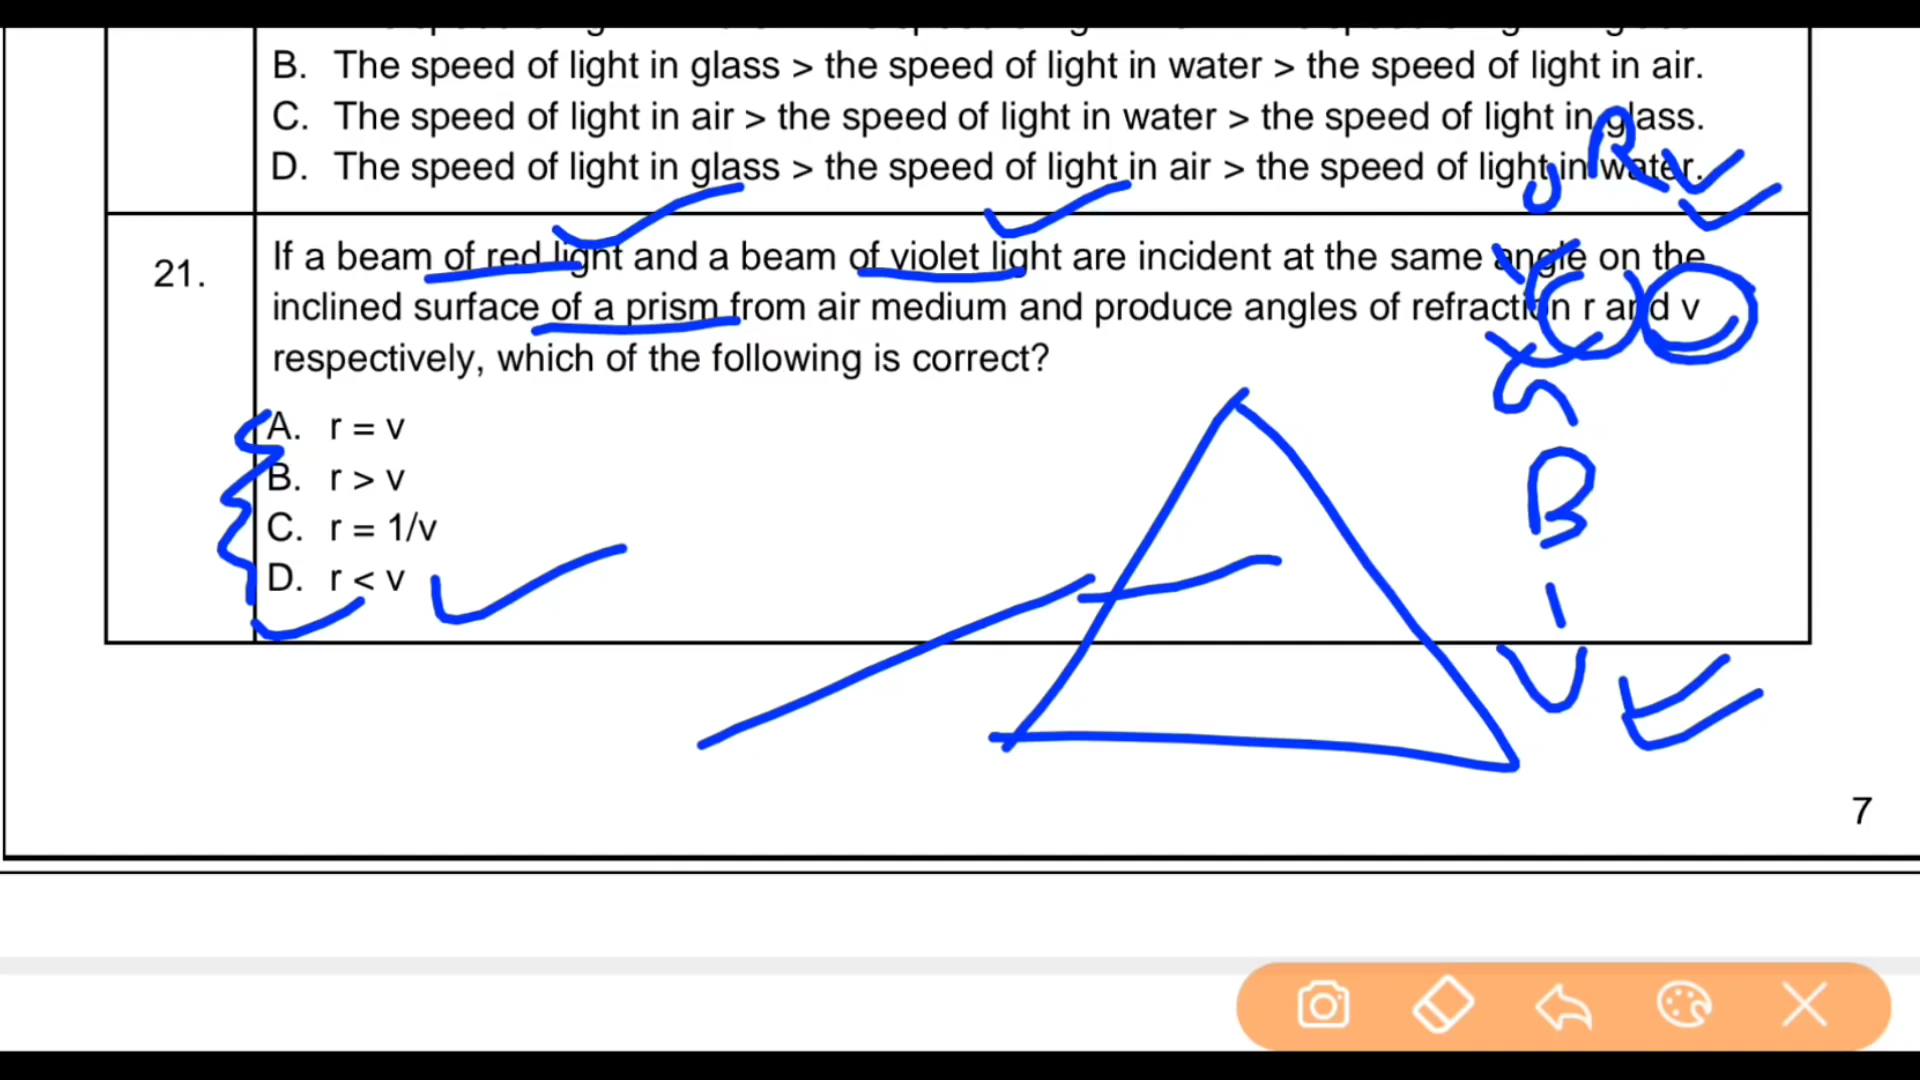 B. The speed of light in glass > the speed of light in water > the speed of light in air.
C. The speed of light in air > the speed of light in water > the speed of light in glass.
D. The speed of light in glass > the speed of light in air > the speed of light in water.
R
21. If a beam of red light and a beam of violet light are incident at the same angle on the
inclined surface of a prism from air medium and produce angles of refraction r and v
respectively, which of the following is correct?
A. r = v
B. r > v
B
C. r = 1/v
D. r < v
V
7